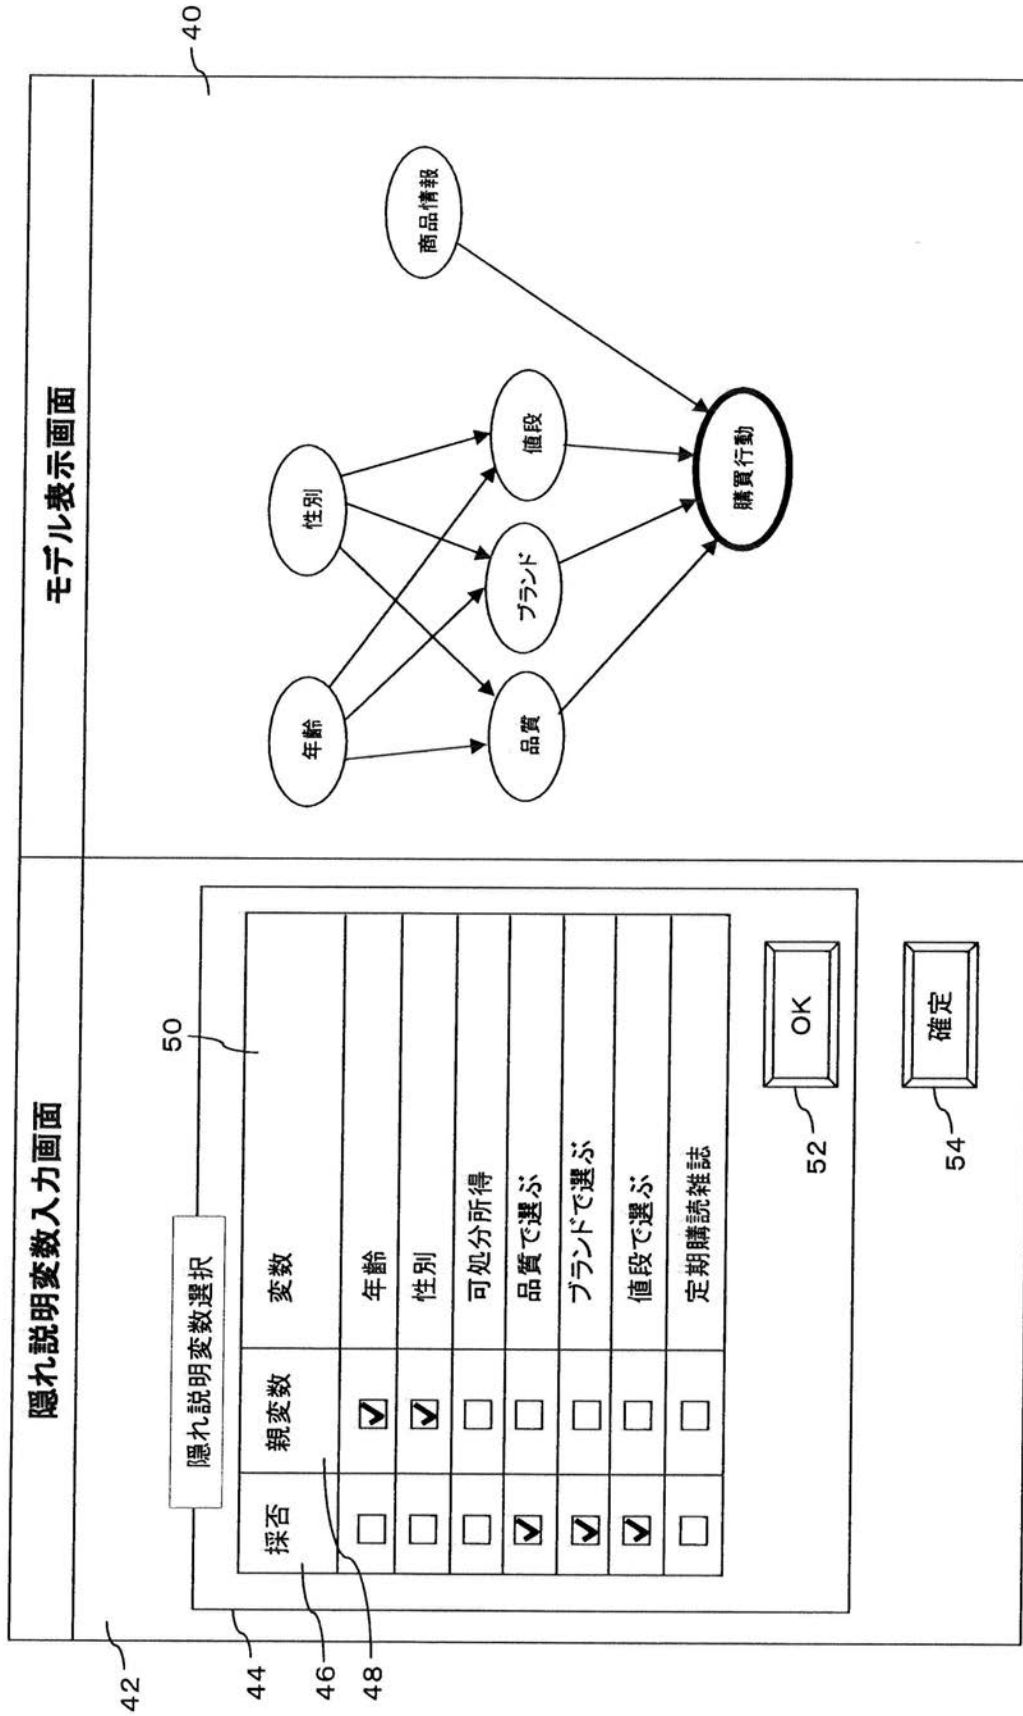 隠れ説明変数入力画面
モデル表示画面
40
42
44
46
48
50
隠れ説明変数選択
採否 親変数 変数
年齢
性別
可処分所得
品質で選ぶ
ブランドで選ぶ
値段で選ぶ
定期購読雑誌
52
OK
54
確定
年齢
性別
商品情報
品質
ブランド
値段
購買行動